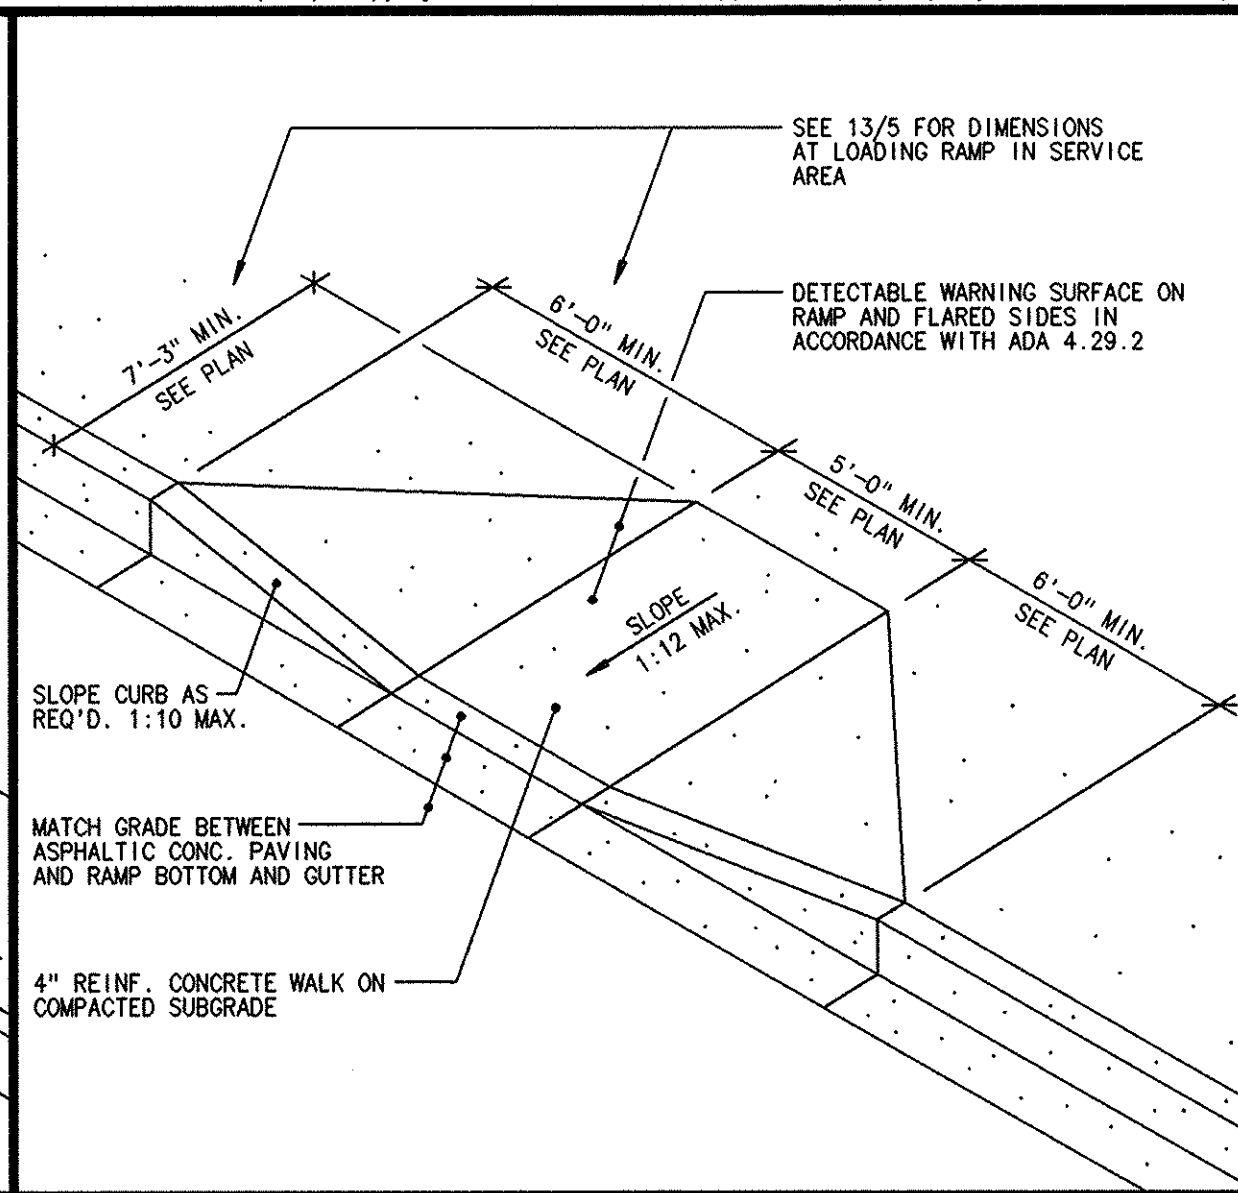 SEE 13/5 FOR DIMENSIONS
AT LOADING RAMP IN SERVICE
AREA
DETECTABLE WARNING SURFACE ON
RAMP AND FLARED SIDES IN
ACCORDANCE WITH ADA 4.29.2
7'-3" MIN.
SEE PLAN
6'-0" MIN.
SEE PLAN
5'-0" MIN.
SEE PLAN
6'-0" MIN.
SEE PLAN
SLOPE
1:12 MAX.
SLOPE CURB AS
REQ'D. 1:10 MAX.
MATCH GRADE BETWEEN
ASPHALTIC CONC. PAVING
AND RAMP BOTTOM AND GUTTER
4" REINF. CONCRETE WALK ON
COMPACTED SUBGRADE